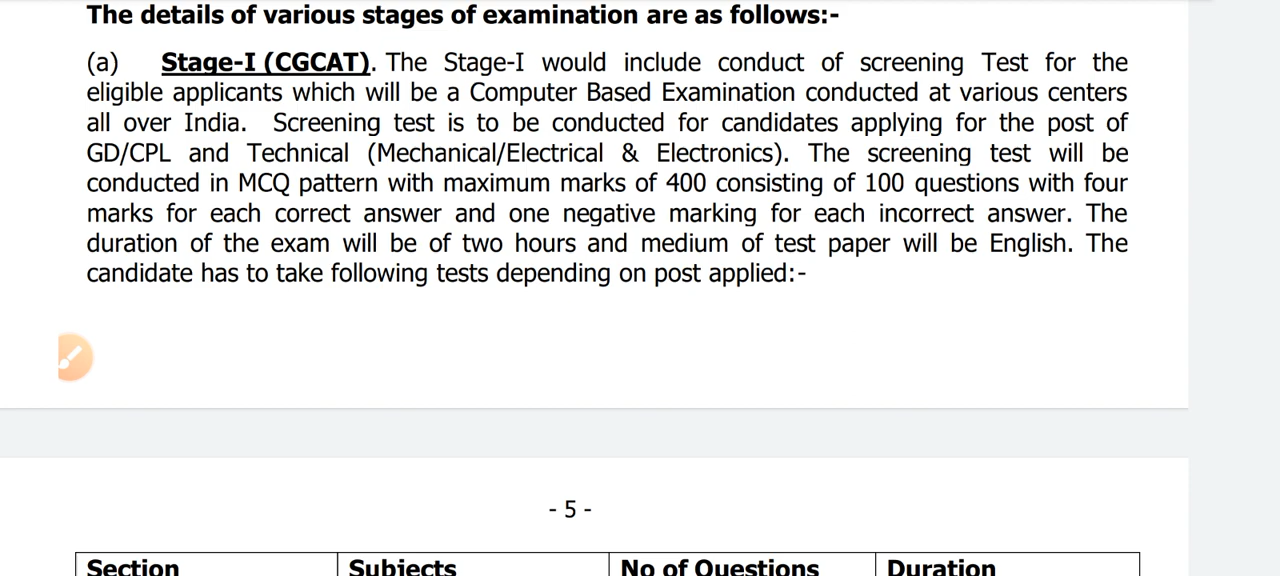 The details of various stages of examination are as follows:-
(a) Stage-I (CGCAT). The Stage-I would include conduct of screening Test for the
eligible applicants which will be a Computer Based Examination conducted at various centers
all over India. Screening test is to be conducted for candidates applying for the post of
GD/CPL and Technical (Mechanical/Electrical & Electronics). The screening test will be
conducted in MCQ pattern with maximum marks of 400 consisting of 100 questions with four
marks for each correct answer and one negative marking for each incorrect answer. The
duration of the exam will be of two hours and medium of test paper will be English. The
candidate has to take following tests depending on post applied:-
- 5 -
Section Subjects No of Questions Duration